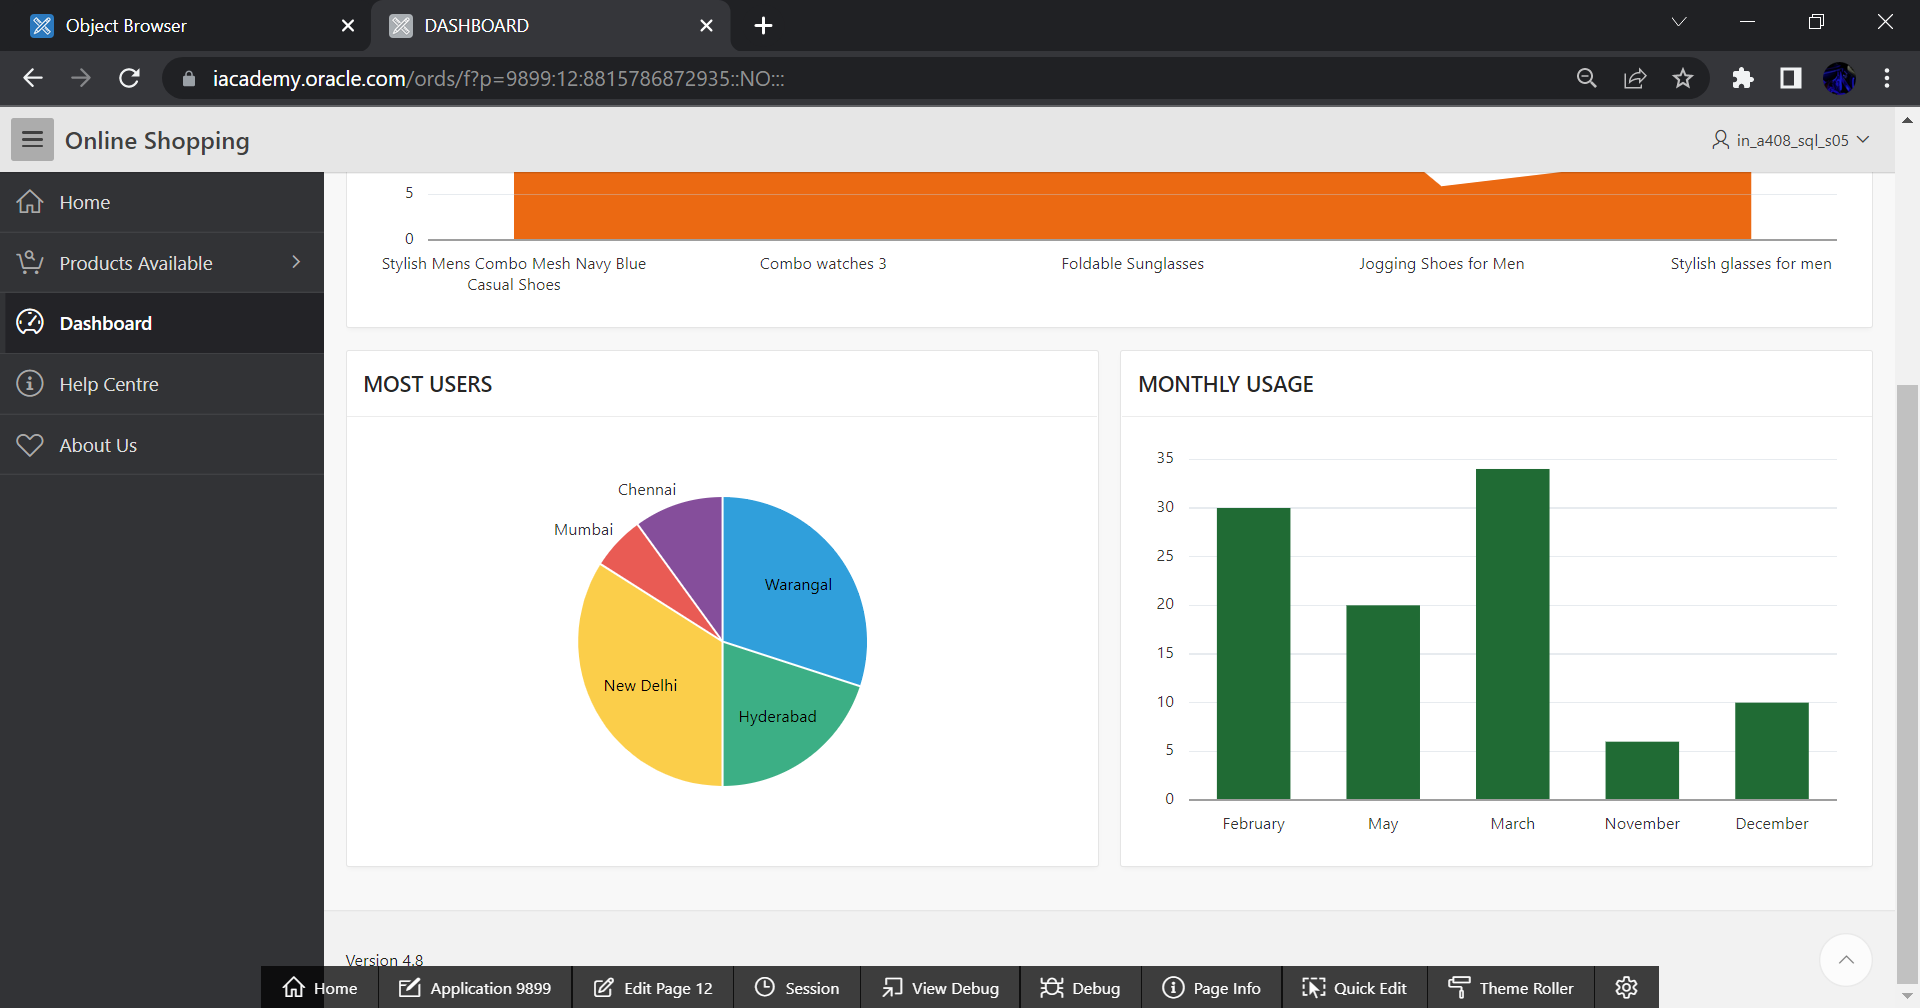 Object Browser
DASHBOARD
iacademy.oracle.com/ords/f?p=9899:12:8815786872935::NO:::
Online Shopping
in_a408_sql_s05
Home
Products Available
Dashboard
Help Centre
About Us
5
0
Stylish Mens Combo Mesh Navy Blue
Casual Shoes
Combo watches 3
Foldable Sunglasses
Jogging Shoes for Men
Stylish glasses for men
MOST USERS
Chennai
Mumbai
Warangal
New Delhi
Hyderabad
MONTHLY USAGE
35
30
25
20
15
10
5
0
February
May
March
November
December
Version 4.8
Home
Application 9899
Edit Page 12
Session
View Debug
Debug
Page Info
Quick Edit
Theme Roller